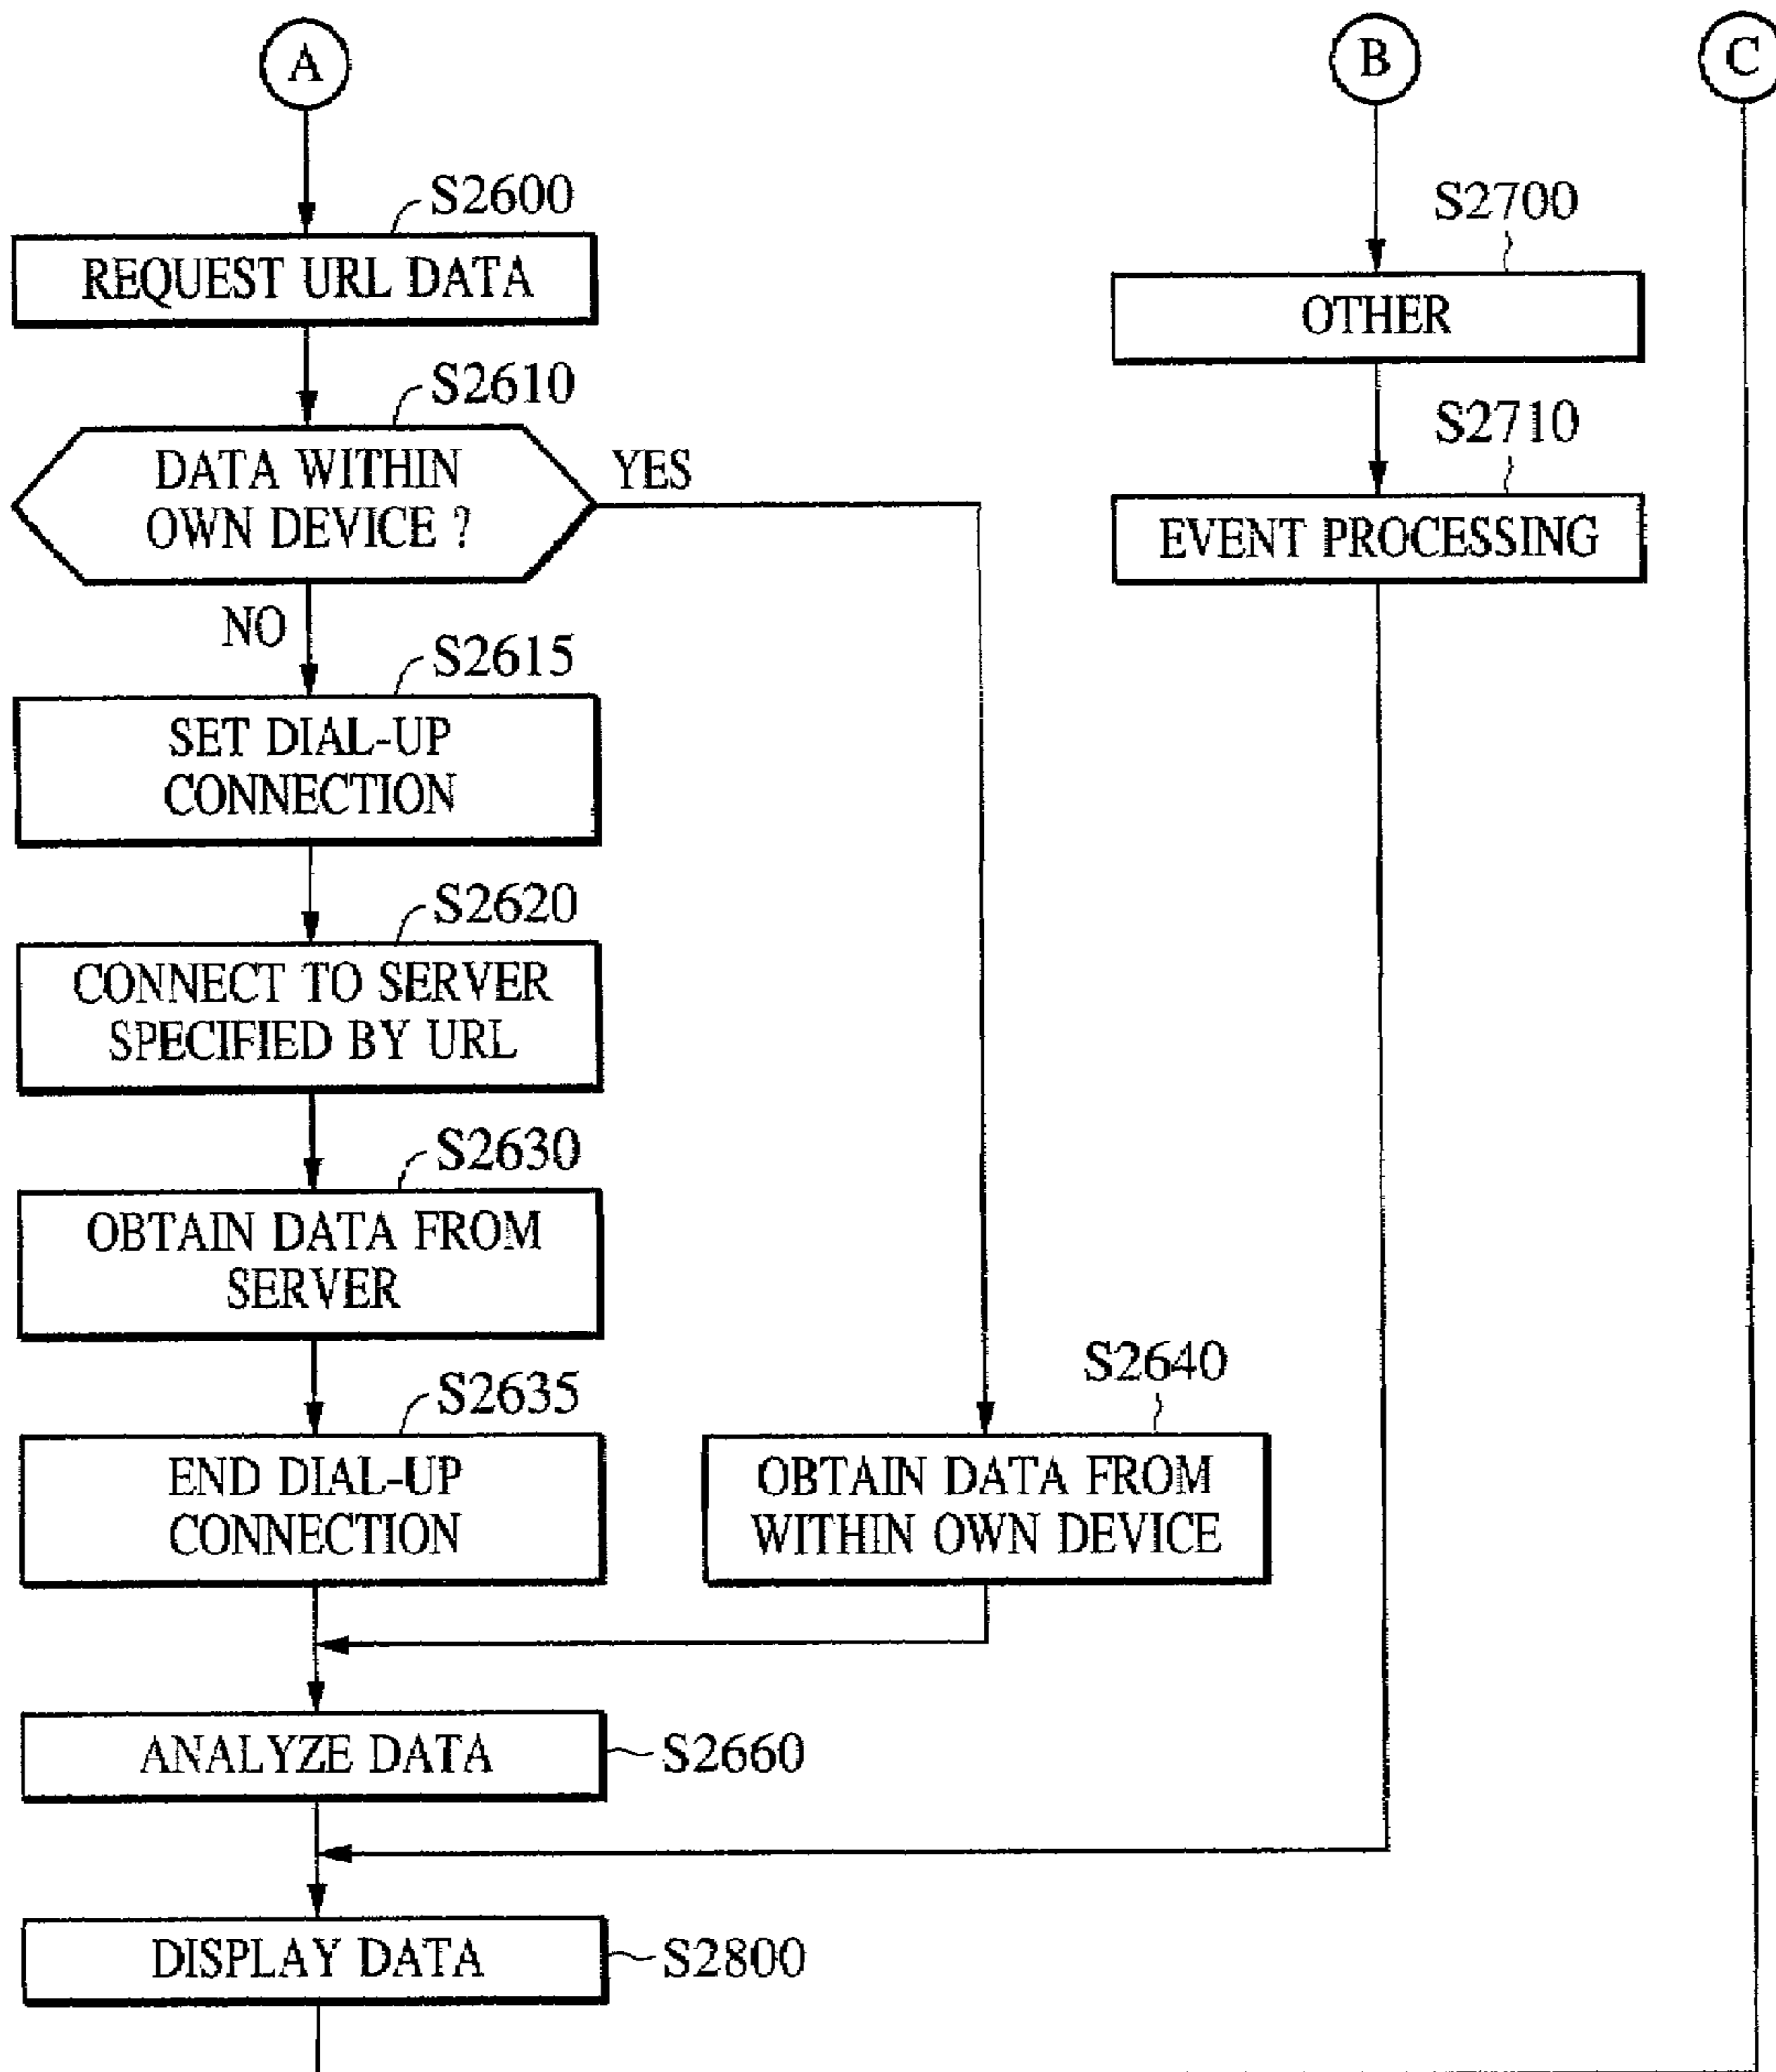 A
B
C
S2600
REQUEST URL DATA
S2610
DATA WITHIN
OWN DEVICE ?
YES
NO
S2615
SET DIAL-UP
CONNECTION
S2620
CONNECT TO SERVER
SPECIFIED BY URL
S2630
OBTAIN DATA FROM
SERVER
S2635
END DIAL-UP
CONNECTION
S2640
OBTAIN DATA FROM
WITHIN OWN DEVICE
ANALYZE DATA
S2660
DISPLAY DATA
S2800
S2700
OTHER
S2710
EVENT PROCESSING